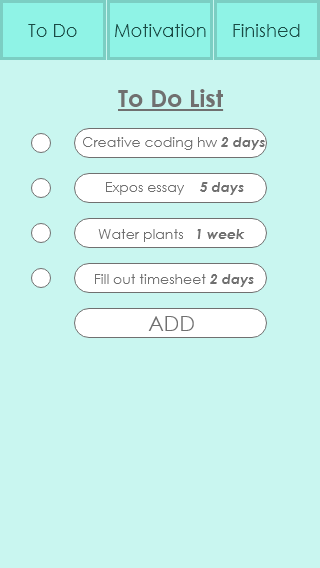 To Do Motivation Finished
To Do List
Creative coding hw 2 days
Expos essay 5 days
Water plants 1 week
Fill out timesheet 2 days
ADD